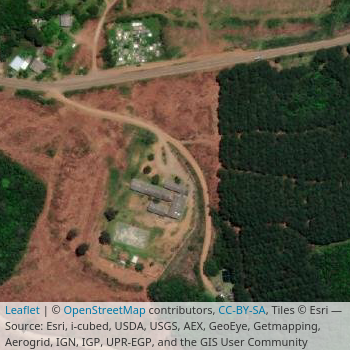 Leaflet | © OpenStreetMap contributors, CC-BY-SA, Tiles © Esri —
Source: Esri, i-cubed, USDA, USGS, AEX, GeoEye, Getmapping,
Aerogrid, IGN, IGP, UPR-EGP, and the GIS User Community